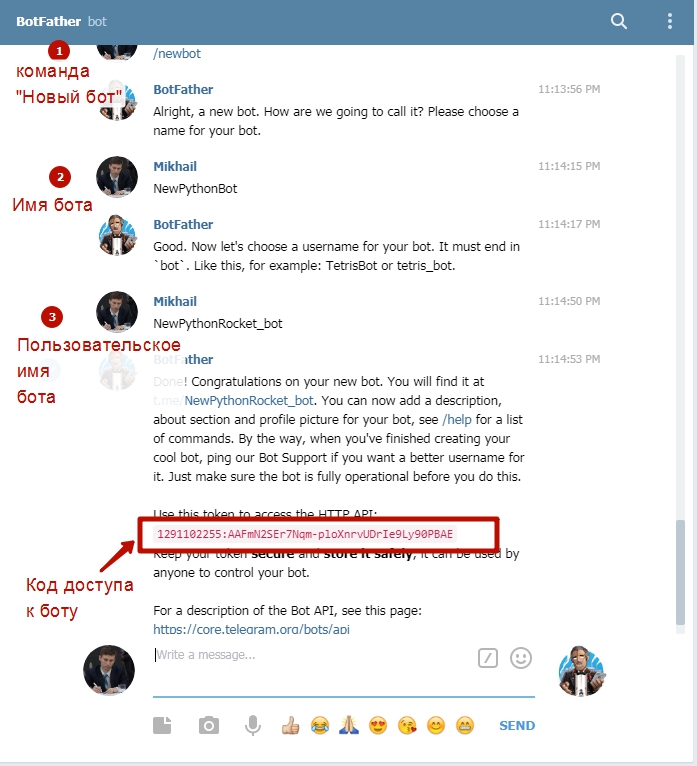 BotFather bot
1
команда
"Новый бот"
/newbot
BotFather 11:13:56 PM
Alright, a new bot. How are we going to call it? Please choose a
name for your bot.
2
Имя бота
Mikhail 11:14:15 PM
NewPythonBot
BotFather 11:14:17 PM
Good. Now let's choose a username for your bot. It must end in
`bot`. Like this, for example: TetrisBot or tetris_bot.
3
Пользовательское
имя
бота
Mikhail 11:14:50 PM
NewPythonRocket_bot
BotFather 11:14:53 PM
Done! Congratulations on your new bot. You will find it at
t.me/NewPythonRocket_bot. You can now add a description,
about section and profile picture for your bot, see /help for a list
of commands. By the way, when you've finished creating your
cool bot, ping our Bot Support if you want a better username for
it. Just make sure the bot is fully operational before you do this.
Use this token to access the HTTP API:
1291102255:AAFmN2SEr7Nqm-ploXnrvUDrIe9Ly90PBAE
Keep your token secure and store it safely, it can be used by
anyone to control your bot.
Код доступа
к боту
For a description of the Bot API, see this page:
https://core.telegram.org/bots/api
Write a message...
SEND